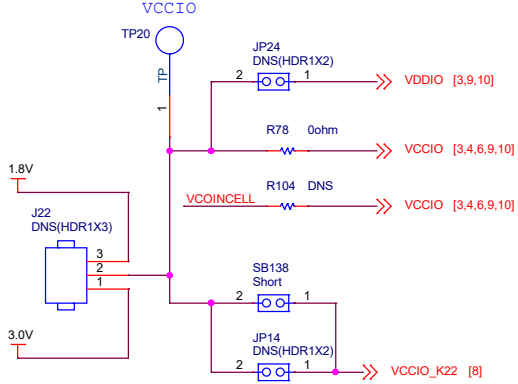 VCCIO
TP20
TP
1
JP24
DNS(HDR1X2)
2 1
VDDIO [3,9,10]
R78 0ohm
VCCIO [3,4,6,9,10]
R104 DNS
VCOINCELL
VCCIO [3,4,6,9,10]
1.8V
J22
DNS(HDR1X3)
3
2
1
3.0V
SB138
Short
2 1
JP14
DNS(HDR1X2)
2 1
VCCIO_K22 [8]